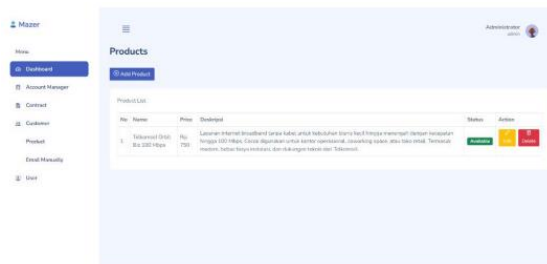 Mazer
Administrator
admin
Menu
Products
Dashboard
Add Product
Account Manager
Product List
Contract
No Name Price Deskripsi Status Action
Customer
Product
1 Telkomsel Orbit Biz 100 Mbps
Rp. 750
Layanan internet broadband tanpa kabel untuk kebutuhan bisnis kecil hingga menengah dengan kecepatan
hingga 100 Mbps. Cocok digunakan untuk kantor operasional, coworking space, atau toko retail. Termasuk
modem, bebas biaya instalasi, dan dukungan teknis dari Telkomsel.
Available
Edit
Delete
Email Manually
User